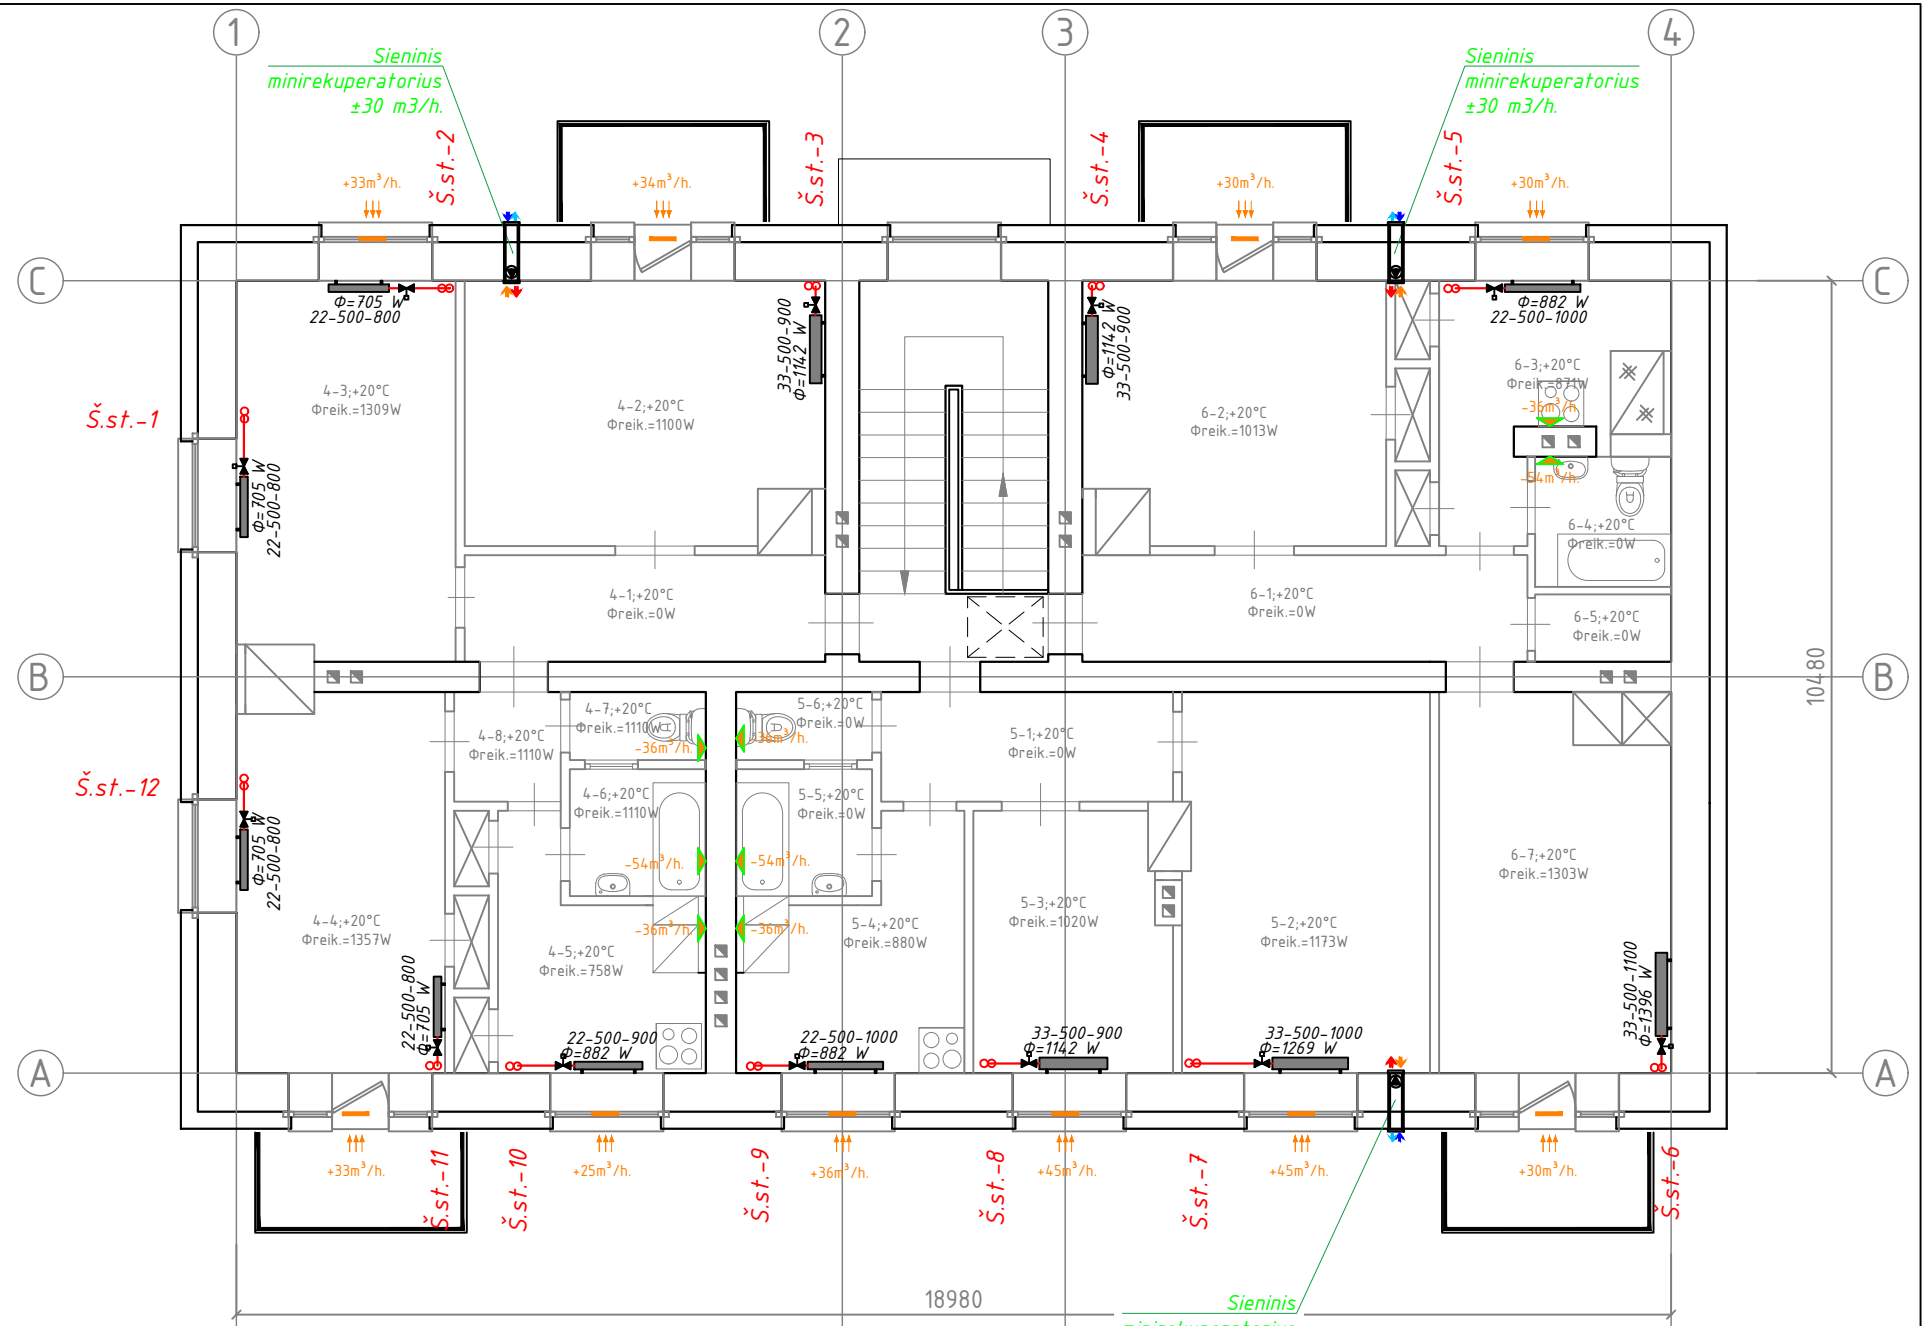 1
2
3
4
Sieninis
minirekuperatorius
±30 m3/h.
Sieninis
minirekuperatorius
±30 m3/h.
Š.st.-2
Š.st.-3
Š.st.-4
Š.st.-5
+33m³/h.
+34m³/h.
+30m³/h.
+30m³/h.
C
C
Φ=705 W
22-500-800
33-500-900
Φ=1142 W
Φ=1142 W
33-500-900
Φ=882 W
22-500-1000
4-3;+20°C
Φreik.=1309W
4-2;+20°C
Φreik.=1100W
6-2;+20°C
Φreik.=1013W
6-3;+20°C
Φreik.=871W
-36m³/h.
-54m³/h.
Š.st.-1
Φ=705 W
22-500-800
6-4;+20°C
Φreik.=0W
4-1;+20°C
Φreik.=0W
6-1;+20°C
Φreik.=0W
6-5;+20°C
Φreik.=0W
B
B
10480
4-7;+20°C
Φreik.=1110W
-36m³/h.
4-8;+20°C
Φreik.=1110W
5-6;+20°C
Φreik.=0W
-36m³/h.
5-1;+20°C
Φreik.=0W
Š.st.-12
Φ=705 W
22-500-800
4-6;+20°C
Φreik.=1110W
-54m³/h.
5-5;+20°C
Φreik.=0W
-54m³/h.
6-7;+20°C
Φreik.=1303W
4-4;+20°C
Φreik.=1357W
4-5;+20°C
Φreik.=758W
-36m³/h.
-36m³/h.
5-4;+20°C
Φreik.=880W
5-3;+20°C
Φreik.=1020W
5-2;+20°C
Φreik.=1173W
22-500-800
Φ=705 W
33-500-1100
Φ=1396 W
22-500-900
Φ=882 W
22-500-1000
Φ=882 W
33-500-900
Φ=1142 W
33-500-1000
Φ=1269 W
A
A
+33m³/h.
+25m³/h.
+36m³/h.
+45m³/h.
+45m³/h.
+30m³/h.
Š.st.-11
Š.st.-10
Š.st.-9
Š.st.-8
Š.st.-7
Š.st.-6
18980
Sieninis
minirekuperatorius